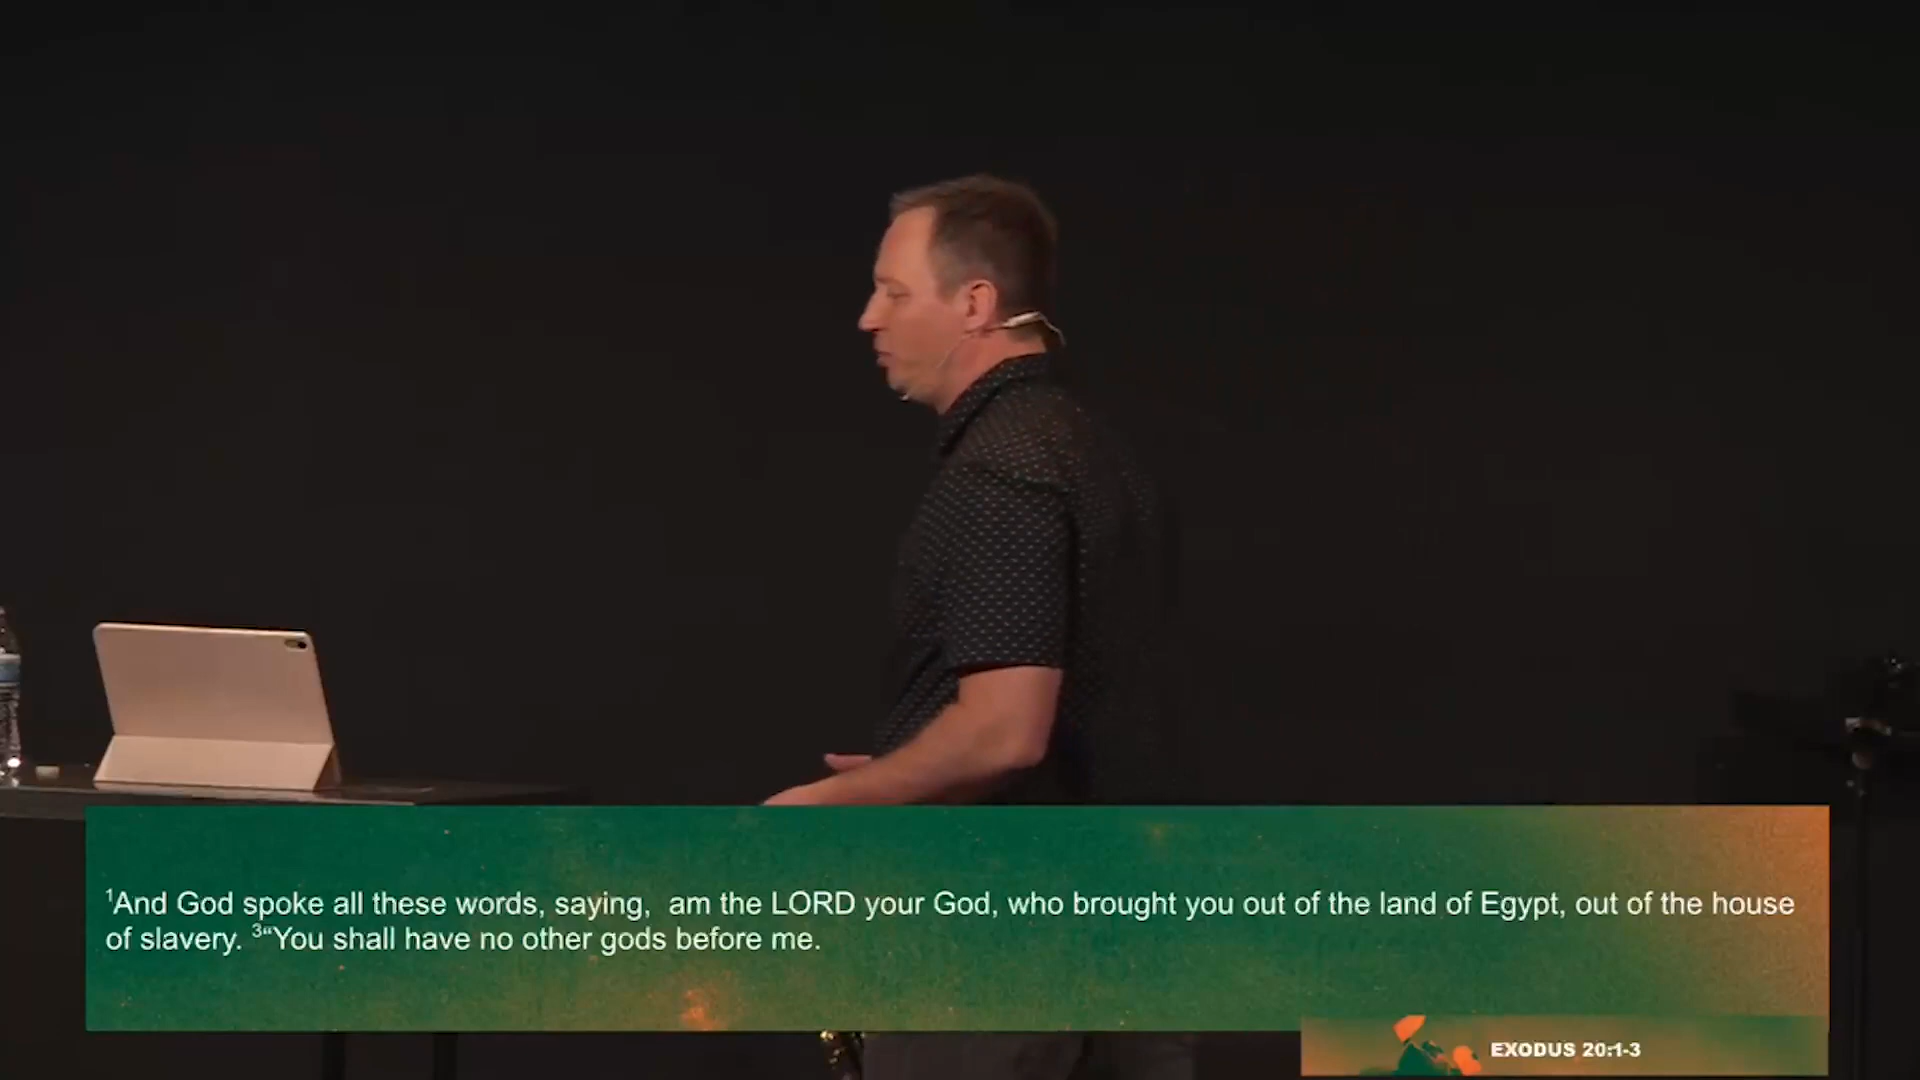 ¹And God spoke all these words, saying,  am the LORD your God, who brought you out of the land of Egypt, out of the house
of slavery. ³“You shall have no other gods before me.
EXODUS 20:1-3